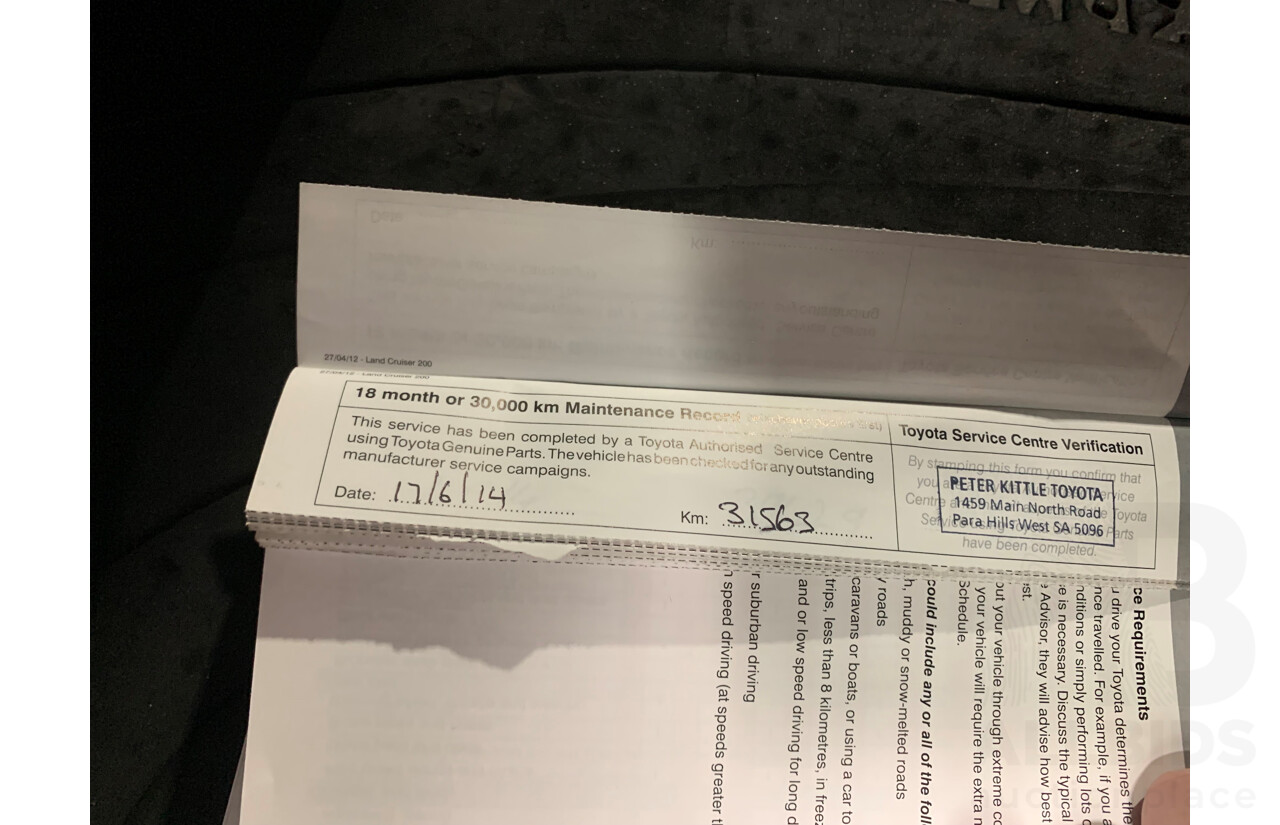 27/04/12 - Land Cruiser 200
18 month or 30,000 km Maintenance Record
This service has been completed by a Toyota Authorised Service Centre
using Toyota Genuine Parts. The vehicle has been checked for any outstanding
manufacturer service campaigns.
Date: 17/6/14
Km: 31563
Toyota Service Centre Verification
By stamping this form you confirm that
have been completed.
PETER KITTLE TOYOTA
1459 Main North Road
Para Hills West SA 5096
ce Requirements
u drive your Toyota determines the
nce travelled. For example, if you a
nditions or simply performing lots o
e is necessary. Discuss the typical
e Advisor, they will advise how best
st.
out your vehicle through extreme co
your vehicle will require the extra
Schedule.
could include any or all of the foll
h, muddy or snow-melted roads
y roads
caravans or boats, or using a car to
trips, less than 8 kilometres, in freez
and or low speed driving for long d
r suburban driving
speed driving (at speeds greater t